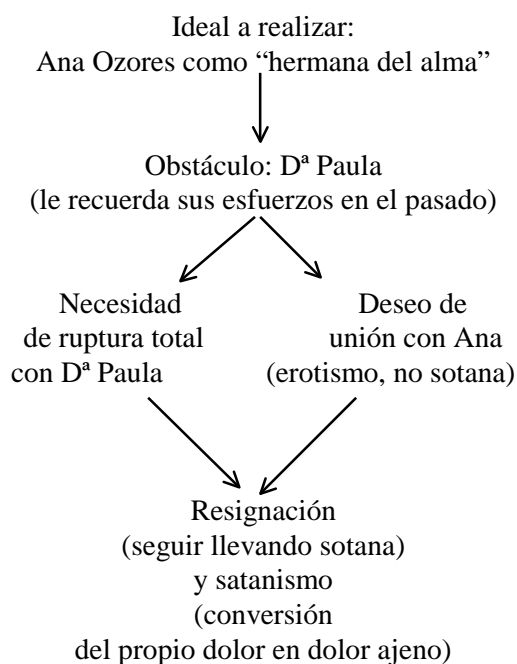 Ideal a realizar:
Ana Ozores como “hermana del alma”
Obstáculo: Dª Paula
(le recuerda sus esfuerzos en el pasado)
Necesidad
de ruptura total
con Dª Paula
Deseo de
unión con Ana
(erotismo, no sotana)
Resignación
(seguir llevando sotana)
y satanismo
(conversión
del propio dolor en dolor ajeno)